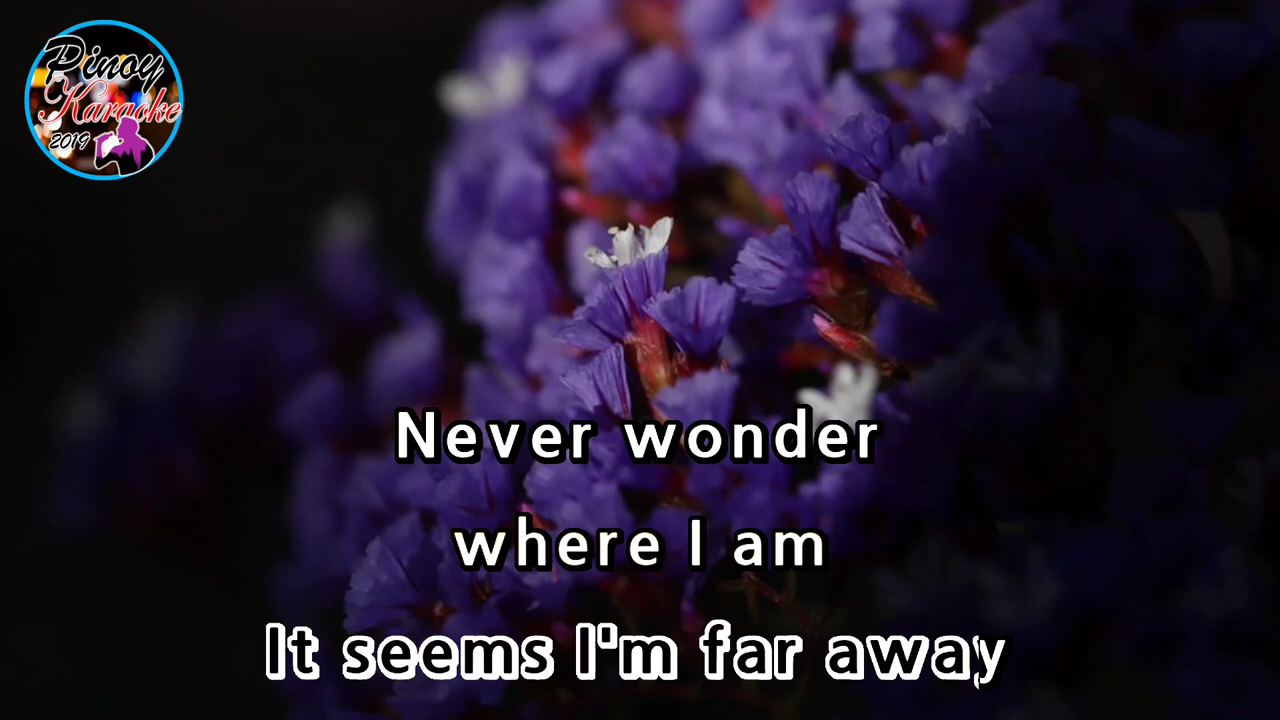 Pinoy
Karaoke
2019
Never wonder
where I am
It seems I'm far away